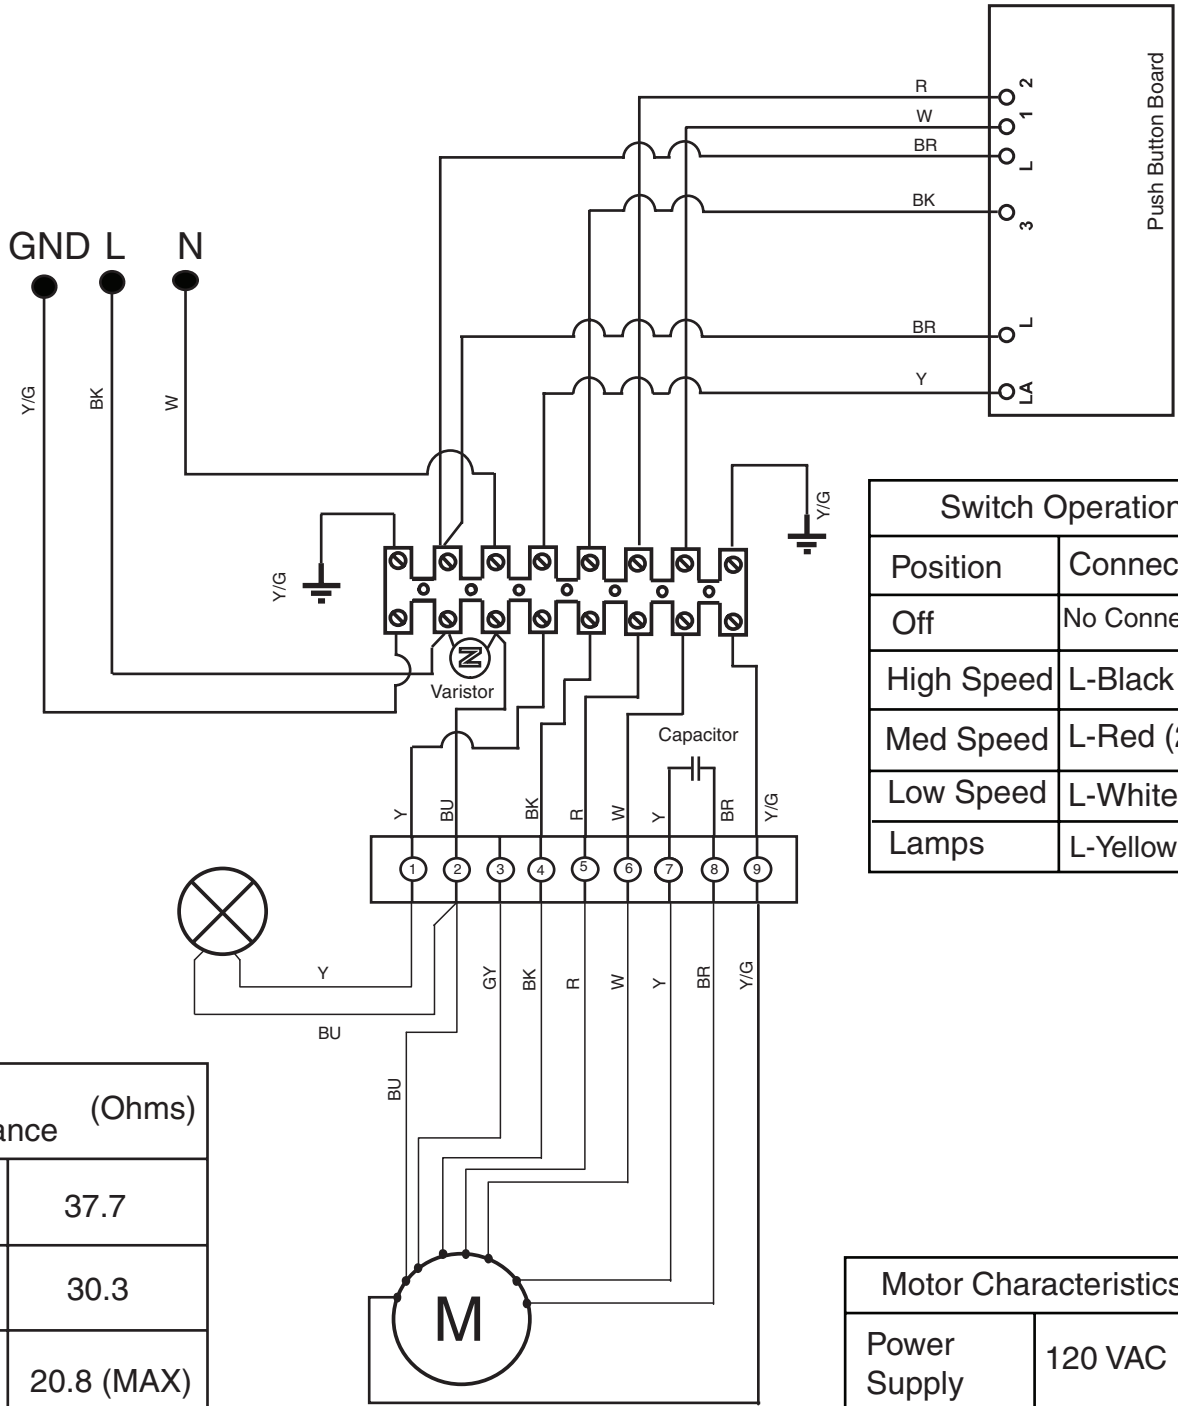 Push Button Board
R
2
W
1
BR
L
BK
3
BR
L
Y
LA
GND L N
Y/G
BK
W
Y/G
Y/G
Varistor
Capacitor
Y
BU
BK
R
W
Y
BR
Y/G
1 2 3 4 5 6 7 8 9
Y
BU
GY
BK
R
W
Y
BR
Y/G
BU
M
Switch Operation
Position
Off
High Speed L-Black
Med Speed L-Red
Low Speed L-White
Lamps L-Yellow
(Ohms)
37.7
30.3
20.8 (MAX)
Motor Characteristics
Power
Supply
120 VAC